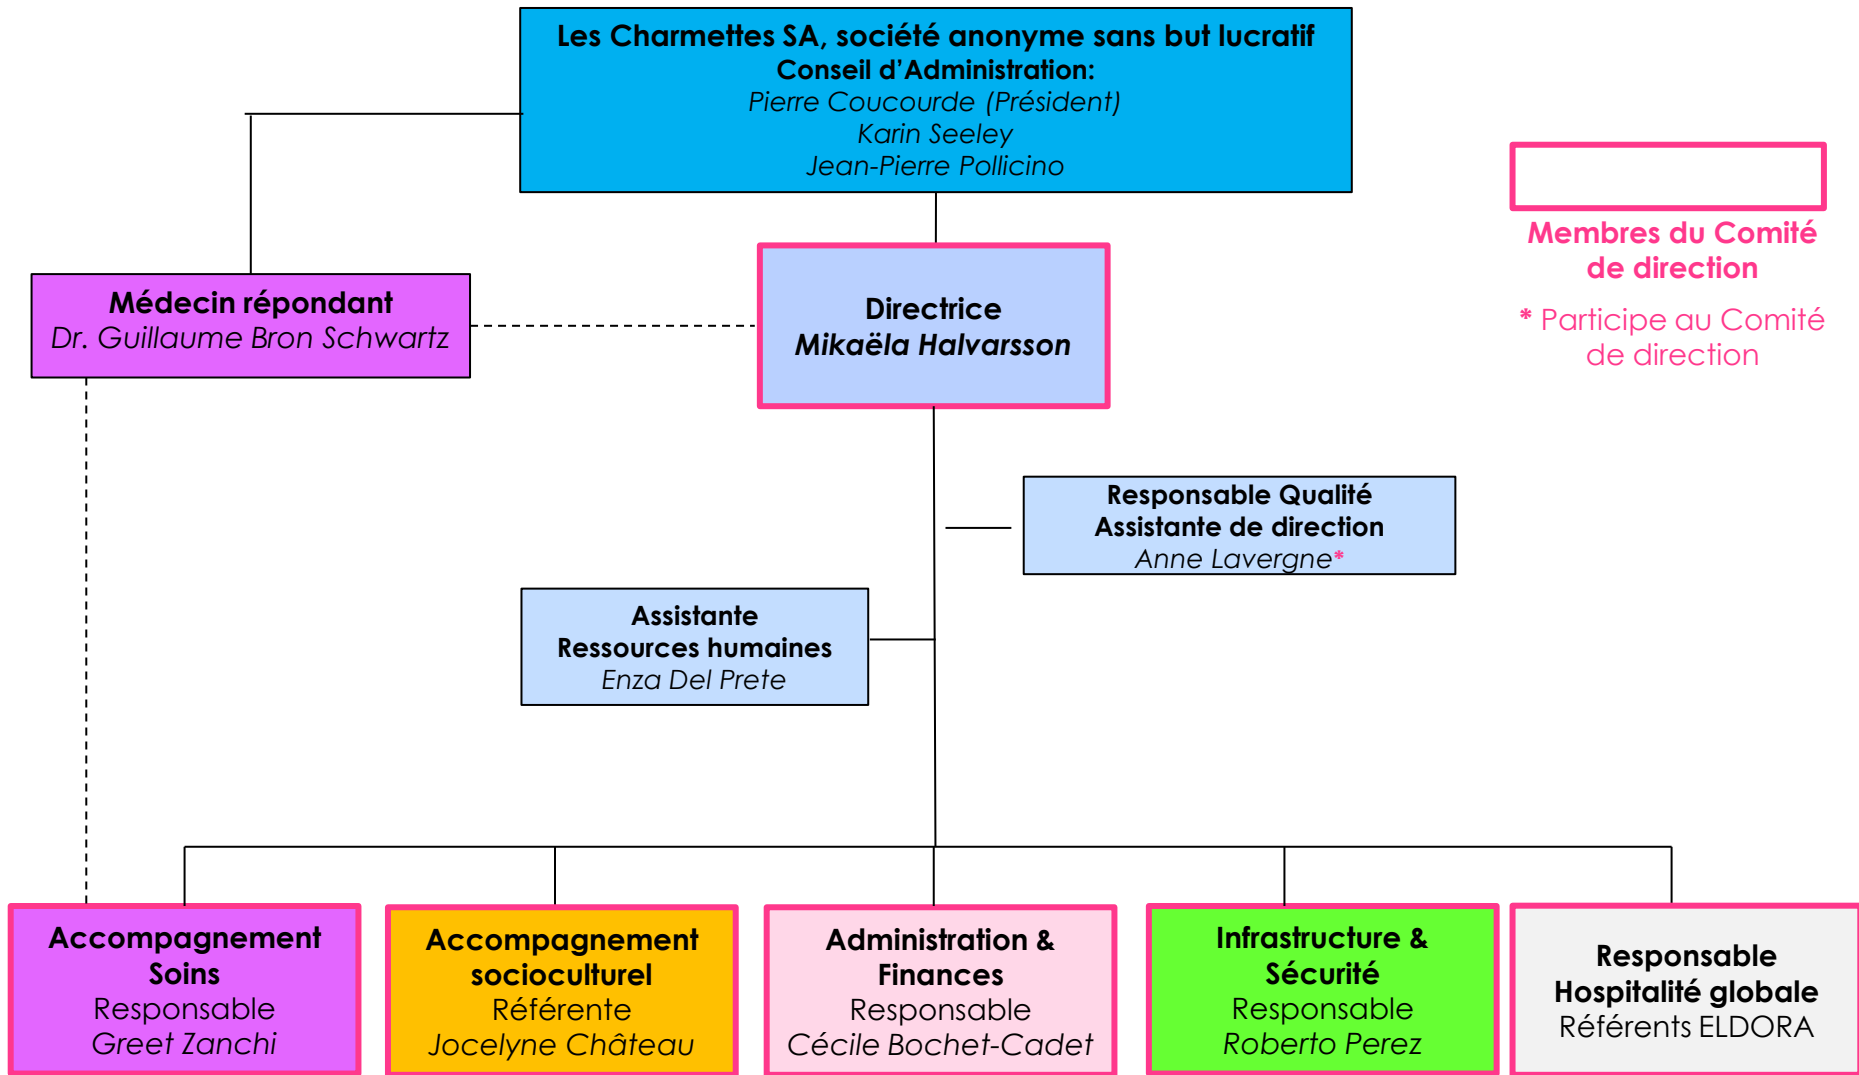 Les Charmettes SA, société anonyme sans but lucratif
Conseil d’Administration:
Pierre Coucourde (Président)
Karin Seeley
Jean-Pierre Pollicino
Membres du Comité
de direction
* Participe au Comité
de direction
Médecin répondant
Dr. Guillaume Bron Schwartz
Directrice
Mikaëla Halvarsson
Responsable Qualité
Assistante de direction
Anne Lavergne*
Assistante
Ressources humaines
Enza Del Prete
Accompagnement
Soins
Responsable
Greet Zanchi
Accompagnement
socioculturel
Référente
Jocelyne Château
Administration &
Finances
Responsable
Cécile Bochet-Cadet
Infrastructure &
Sécurité
Responsable
Roberto Perez
Responsable
Hospitalité globale
Référents ELDORA